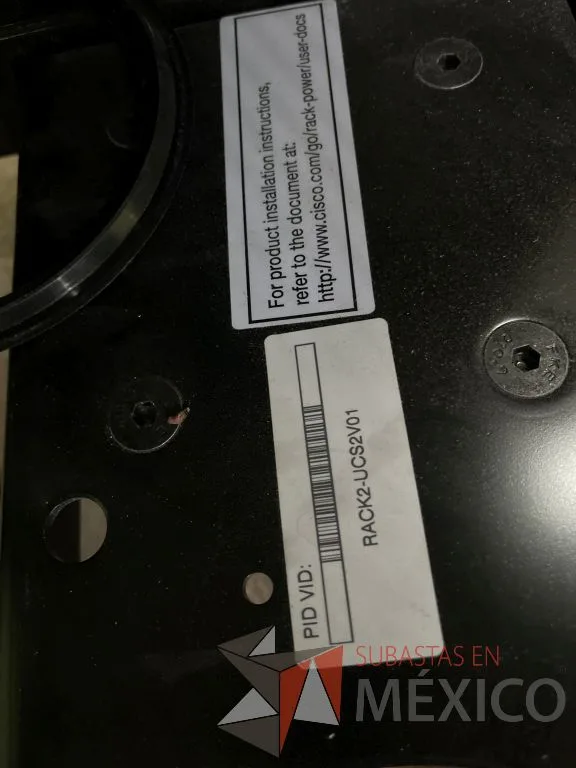 For product installation instructions,
refer to the document at:
http://www.cisco.com/go/rack-power/user-docs
PID VID:
RACK2-UCS2V01
SUBASTAS EN
MÉXICO